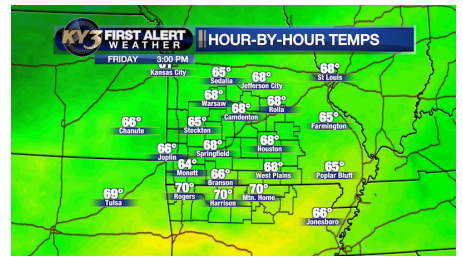 KY3 FIRST ALERT
WEATHER
HOUR-BY-HOUR TEMPS
FRIDAY 3:00 PM
Kansas City
65°
Sedalia
68°
Jefferson City
68°
St Louis
68°
Warsaw
68°
Camdenton
68°
Rolla
65°
Farmington
66°
Chanute
65°
Stockton
66°
Joplin
68°
Springfield
68°
Houston
64°
Monett
66°
Branson
68°
West Plains
65°
Poplar Bluff
69°
Tulsa
70°
Rogers
70°
Harrison
70°
Mtn. Home
66°
Jonesboro